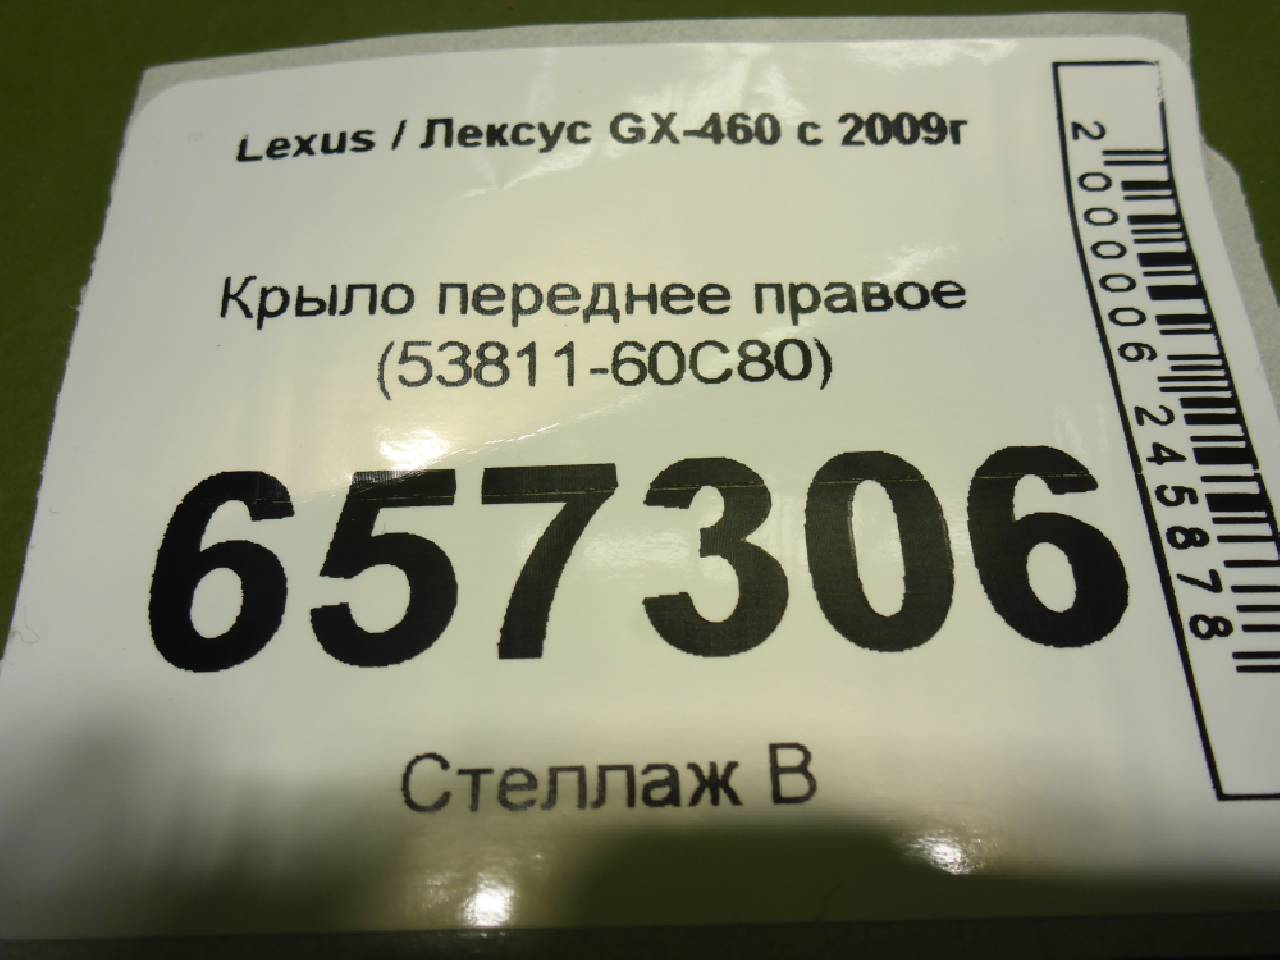 Lexus / Лексус GX-460 с 2009г
Крыло переднее правое
(53811-60C80)
657306
Стеллаж В
2000006245878